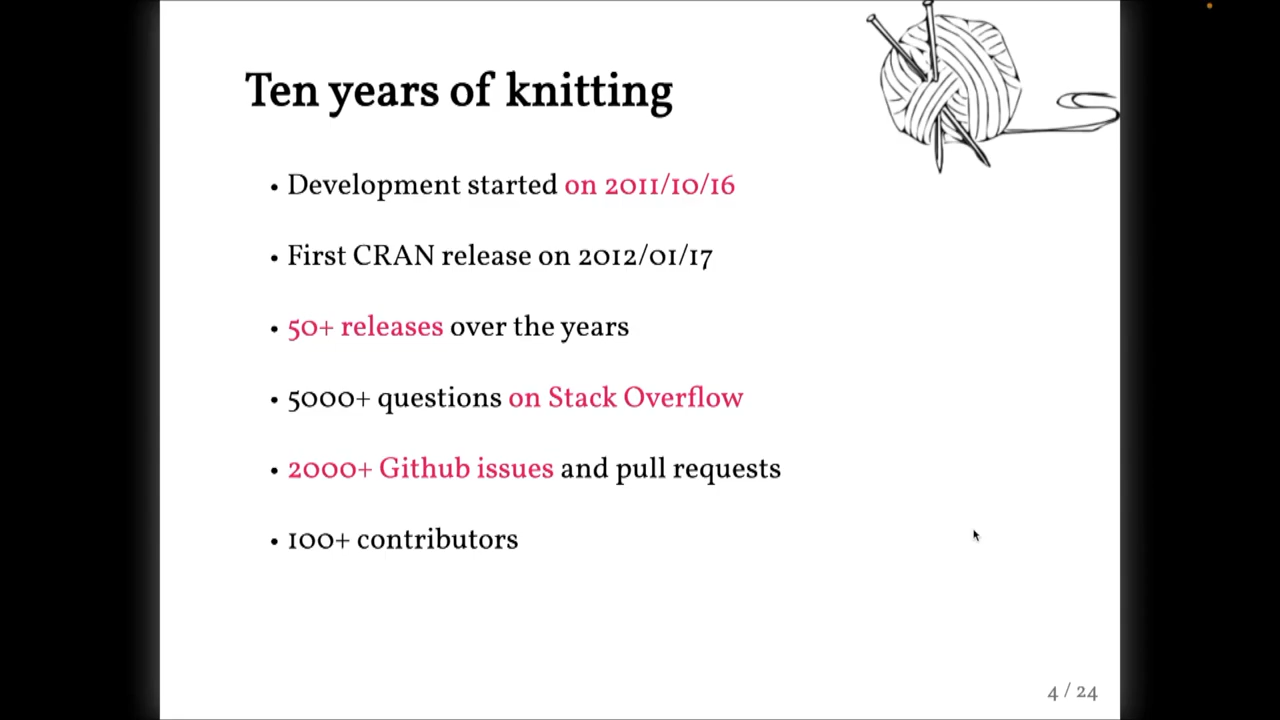 Ten years of knitting
• Development started on 2011/10/16
• First CRAN release on 2012/01/17
• 50+ releases over the years
• 5000+ questions on Stack Overflow
• 2000+ Github issues and pull requests
• 100+ contributors
4 / 24